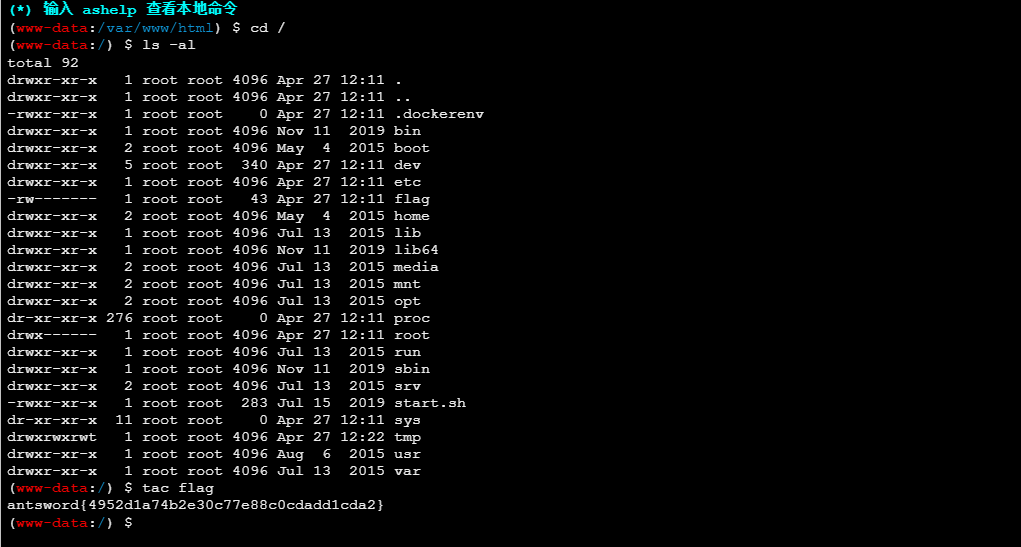 (*) 输入 ashelp 查看本地命令
(www-data:/var/www/html) $ cd /
(www-data:/) $ ls -al
total 92
drwxr-xr-x   1 root root 4096 Apr 27 12:11 .
drwxr-xr-x   1 root root 4096 Apr 27 12:11 ..
-rwxr-xr-x   1 root root    0 Apr 27 12:11 .dockerenv
drwxr-xr-x   1 root root 4096 Nov 11  2019 bin
drwxr-xr-x   2 root root 4096 May  4  2015 boot
drwxr-xr-x   5 root root  340 Apr 27 12:11 dev
drwxr-xr-x   1 root root 4096 Apr 27 12:11 etc
-rw-------   1 root root   43 Apr 27 12:11 flag
drwxr-xr-x   2 root root 4096 May  4  2015 home
drwxr-xr-x   1 root root 4096 Jul 13  2015 lib
drwxr-xr-x   1 root root 4096 Nov 11  2019 lib64
drwxr-xr-x   2 root root 4096 Jul 13  2015 media
drwxr-xr-x   2 root root 4096 Jul 13  2015 mnt
drwxr-xr-x   2 root root 4096 Jul 13  2015 opt
dr-xr-xr-x 276 root root    0 Apr 27 12:11 proc
drwx------   1 root root 4096 Apr 27 12:11 root
drwxr-xr-x   1 root root 4096 Jul 13  2015 run
drwxr-xr-x   1 root root 4096 Nov 11  2019 sbin
drwxr-xr-x   2 root root 4096 Jul 13  2015 srv
-rwxr-xr-x   1 root root  283 Jul 15  2019 start.sh
dr-xr-xr-x  11 root root    0 Apr 27 12:11 sys
drwxrwxrwt   1 root root 4096 Apr 27 12:22 tmp
drwxr-xr-x   1 root root 4096 Aug  6  2015 usr
drwxr-xr-x   1 root root 4096 Jul 13  2015 var
(www-data:/) $ tac flag
antsword{4952d1a74b2e30c77e88c0cdadd1cda2}
(www-data:/) $